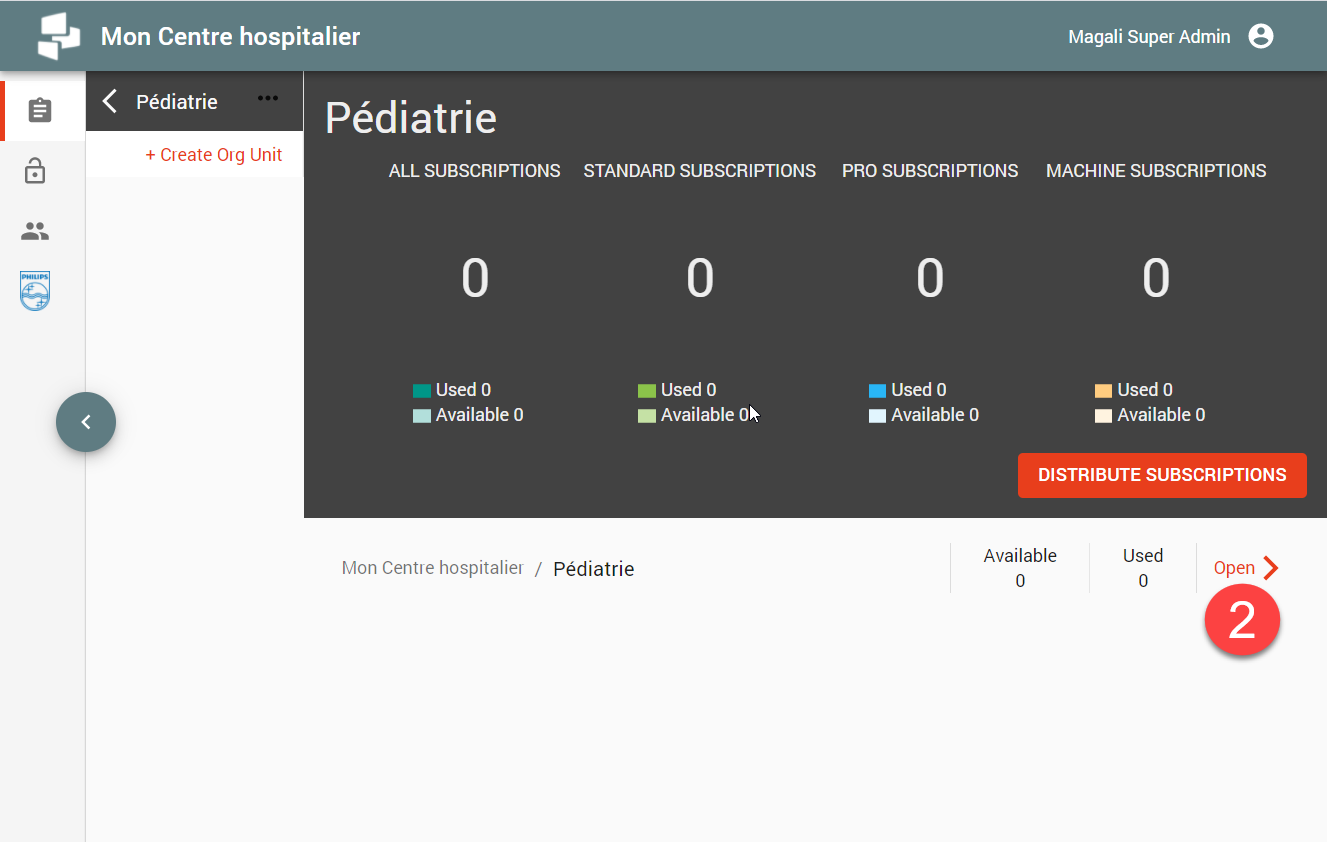 Mon Centre hospitalier
Magali Super Admin
Pédiatrie
+ Create Org Unit
PHILIPS
Pédiatrie
ALL SUBSCRIPTIONS STANDARD SUBSCRIPTIONS PRO SUBSCRIPTIONS MACHINE SUBSCRIPTIONS
0 0 0 0
Used 0 Used 0 Used 0 Used 0
Available 0 Available 0 Available 0 Available 0
DISTRIBUTE SUBSCRIPTIONS
Mon Centre hospitalier / Pédiatrie
Available Used
0 0
Open
2